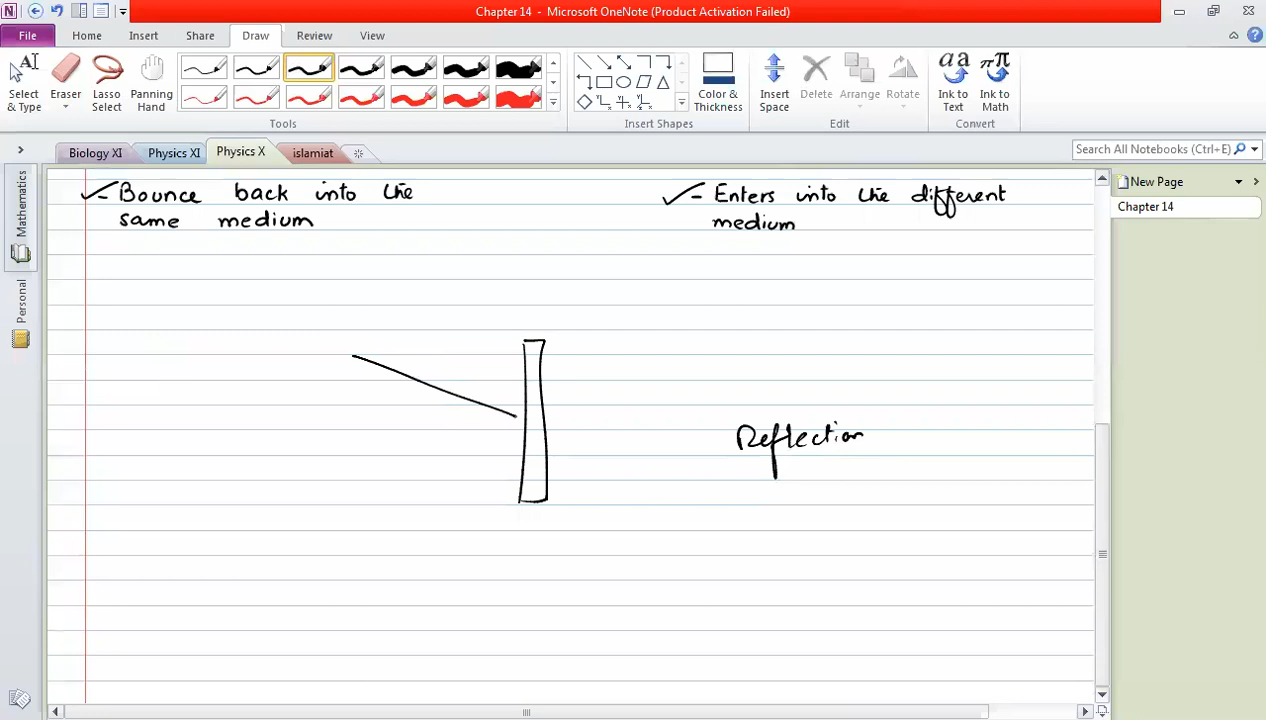 Chapter 14 - Microsoft OneNote (Product Activation Failed)
File Home Insert Share Draw Review View
Select & Type
Eraser
Lasso Select
Panning Hand
Color & Thickness
Insert Space
Delete
Arrange
Rotate
Ink to Text
Ink to Math
Tools
Insert Shapes
Edit
Convert
Biology XI
Physics XI
Physics X
islamiat
Search All Notebooks (Ctrl+E)
Mathematics
Personal
New Page
Chapter 14
- Bounce back into the
same medium
- Enters into the different
medium
Reflection